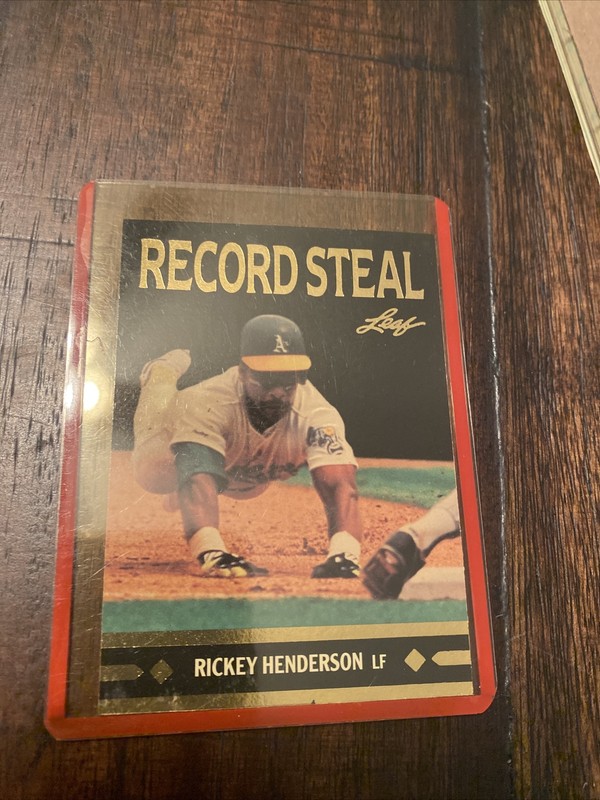 RECORD STEAL
Leaf
A's
RICKEY HENDERSON LF